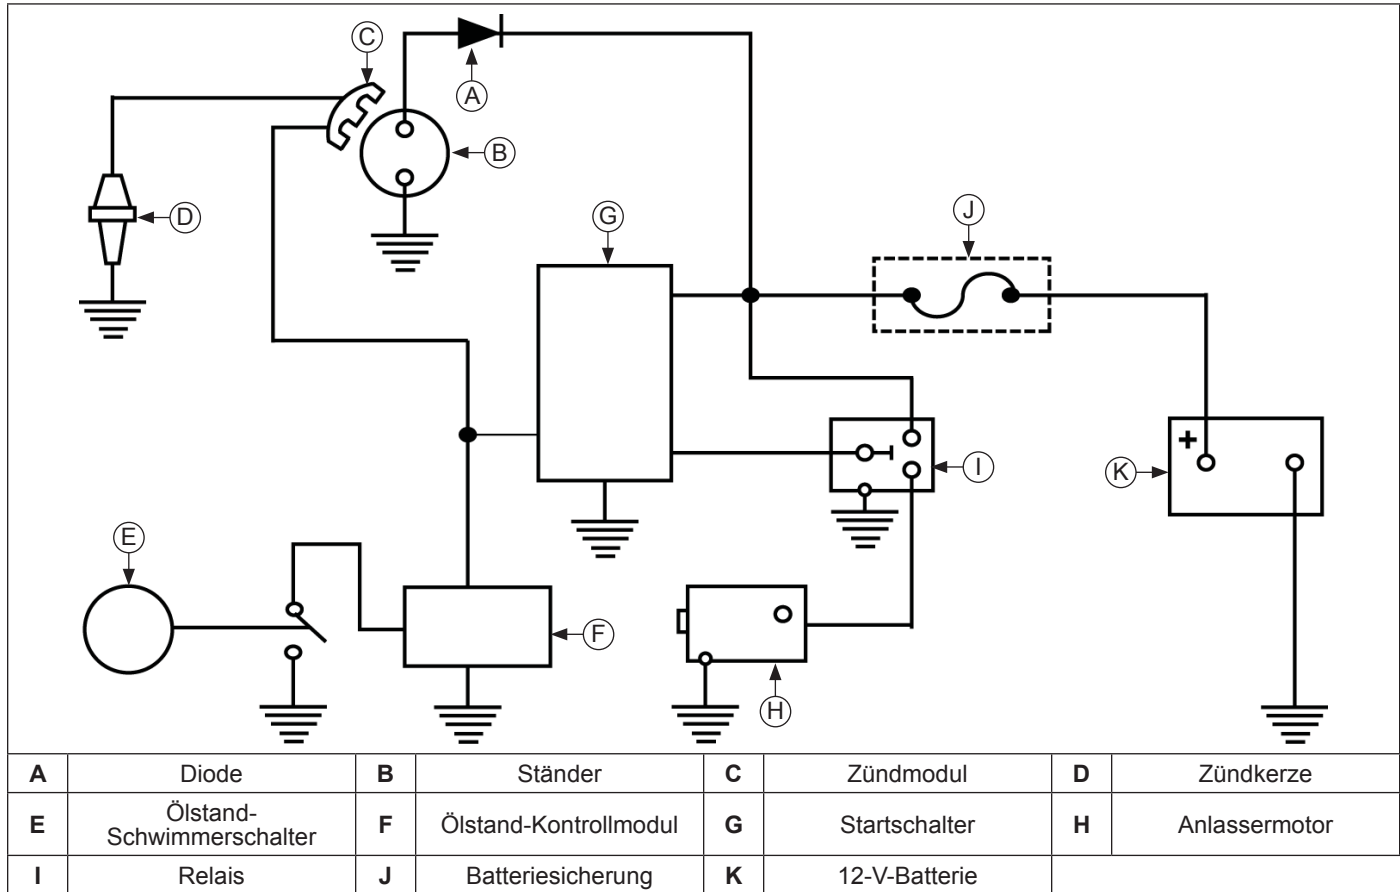 C
A
B
D
G
J
+
K
I
E
F
H
A Diode B Ständer C Zündmodul D Zündkerze
E Ölstand-
Schwimmerschalter F Ölstand-Kontrollmodul G Startschalter H Anlassermotor
I Relais J Batteriesicherung K 12-V-Batterie